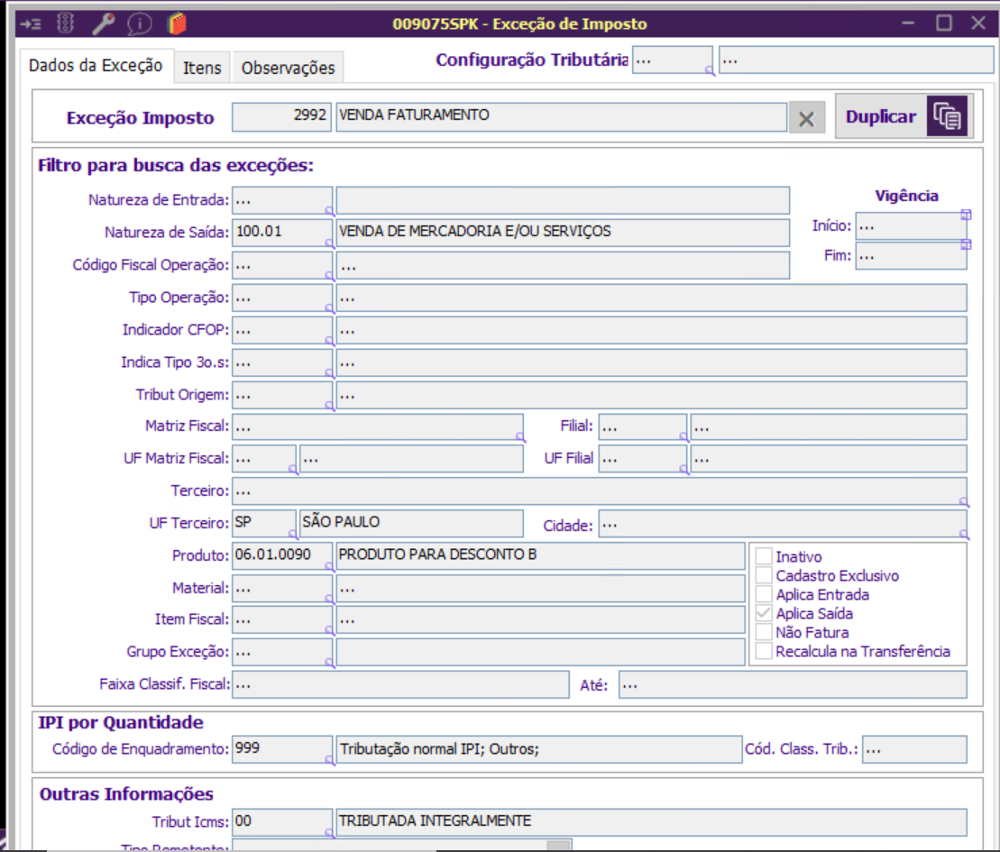 009075SPK - Exceção de Imposto
Dados da Exceção Itens Observações Configuração Tributária ... ...
Exceção Imposto 2992 VENDA FATURAMENTO Duplicar
Filtro para busca das exceções:
Natureza de Entrada: ... Vigência
Natureza de Saída: 100.01 VENDA DE MERCADORIA E/OU SERVIÇOS Início: ...
Código Fiscal Operação: ... ... Fim: ...
Tipo Operação: ... ...
Indicador CFOP: ... ...
Indica Tipo 3o.s: ... ...
Tribut Origem: ... ...
Matriz Fiscal: ... Filial: ... ...
UF Matriz Fiscal: ... ... UF Filial ... ...
Terceiro: ...
UF Terceiro: SP SÃO PAULO Cidade: ...
Produto: 06.01.0090 PRODUTO PARA DESCONTO B Inativo
Cadastro Exclusivo
Material: ... ... Aplica Entrada
Item Fiscal: ... ... Aplica Saída
Não Fatura
Grupo Exceção: ... Recalcula na Transferência
Faixa Classif. Fiscal: ... Até: ...
IPI por Quantidade
Código de Enquadramento: 999 Tributação normal IPI; Outros; Cód. Class. Trib.: ...
Outras Informações
Tribut Icms: 00 TRIBUTADA INTEGRALMENTE
Tipo Remetente: